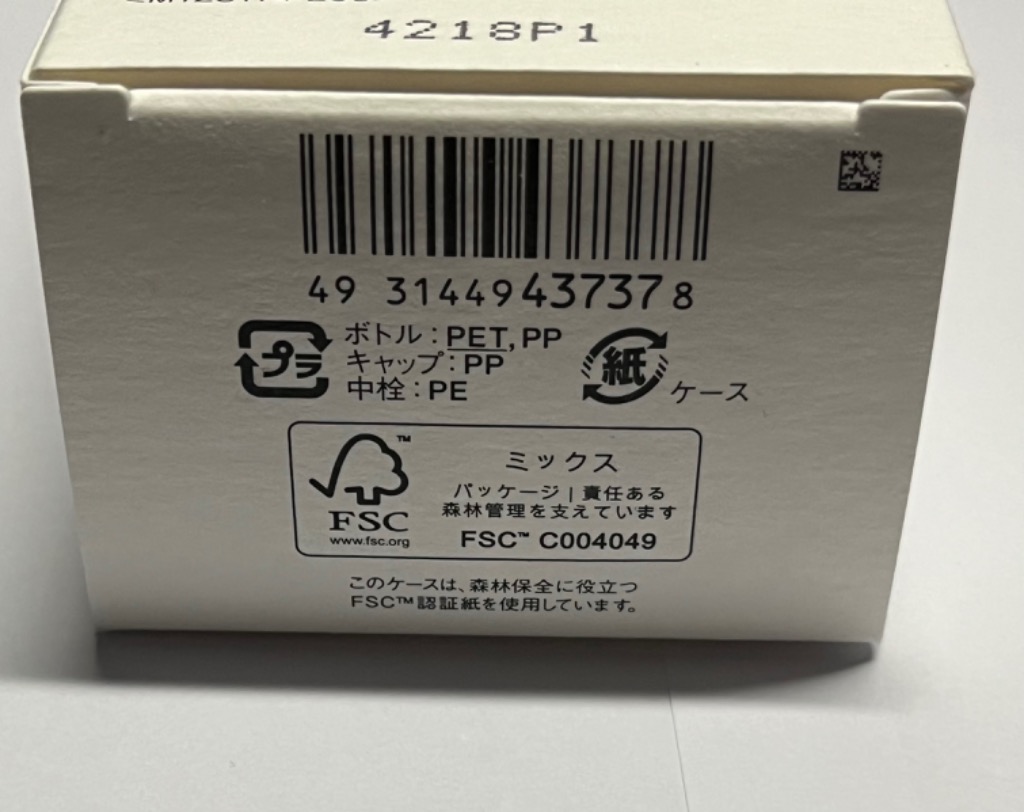 4218P1
49 31449437378
プラ
ボトル：PET, PP
キャップ：PP
中栓：PE
紙
ケース
FSC
www.fsc.org
ミックス
パッケージ | 責任ある
森林管理を支えています
FSC™ C004049
このケースは、森林保全に役立つ
FSC™認証紙を使用しています。